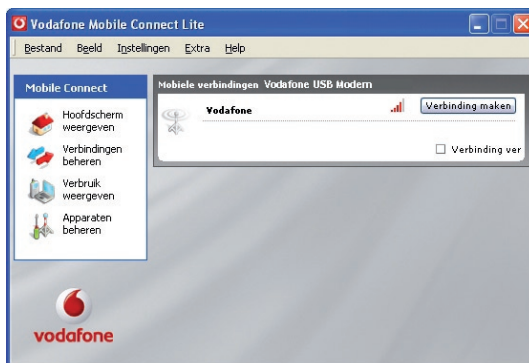 Vodafone Mobile Connect Lite
Bestand Beeld Instellingen Extra Help
Mobile Connect
Hoofdscherm
weergeven
Verbindingen
beheren
Verbruik
weergeven
Apparaten
beheren
Mobiele verbindingen Vodafone USB Modem
Vodafone
Verbinding maken
Verbinding ver
vodafone